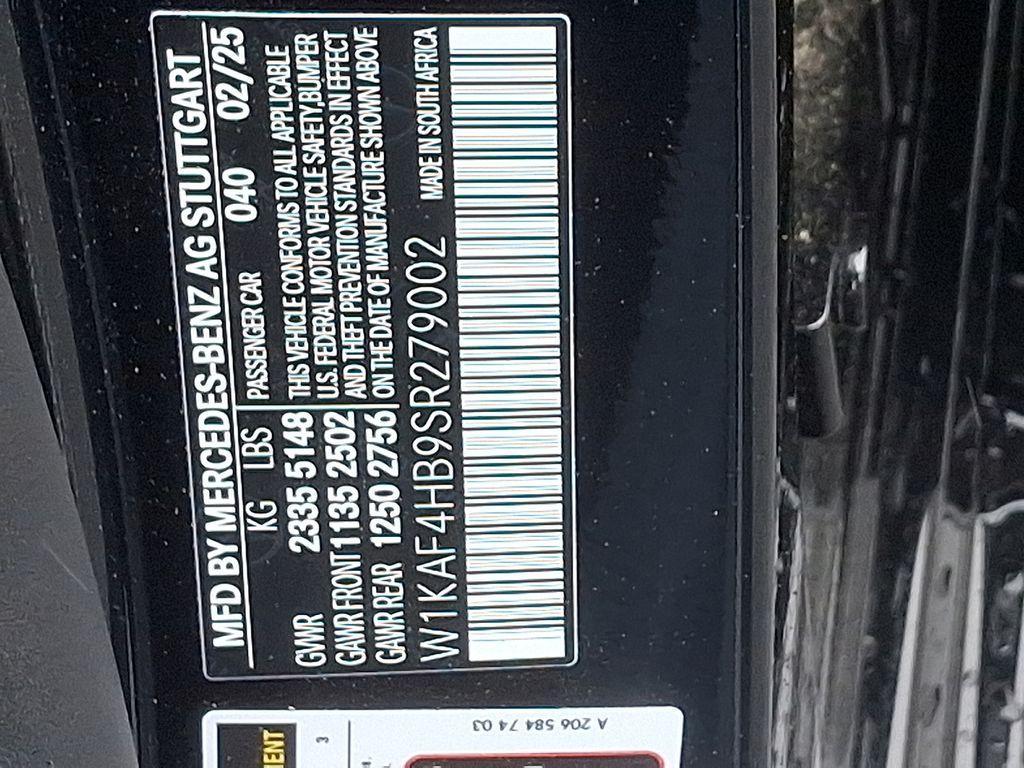 MFD BY MERCEDES-BENZ AG STUTTGART
KG LBS PASSENGER CAR 040 02/25
GVWR 2335 5148 THIS VEHICLE CONFORMS TO ALL APPLICABLE
GAWR FRONT 1135 2502 U.S. FEDERAL MOTOR VEHICLE SAFETY, BUMPER
AND THEFT PREVENTION STANDARDS IN EFFECT
GAWR REAR 1250 2756 ON THE DATE OF MANUFACTURE SHOWN ABOVE
W1KAF4HB9SR279002 MADE IN SOUTH AFRICA
3
A 206 584 74 03